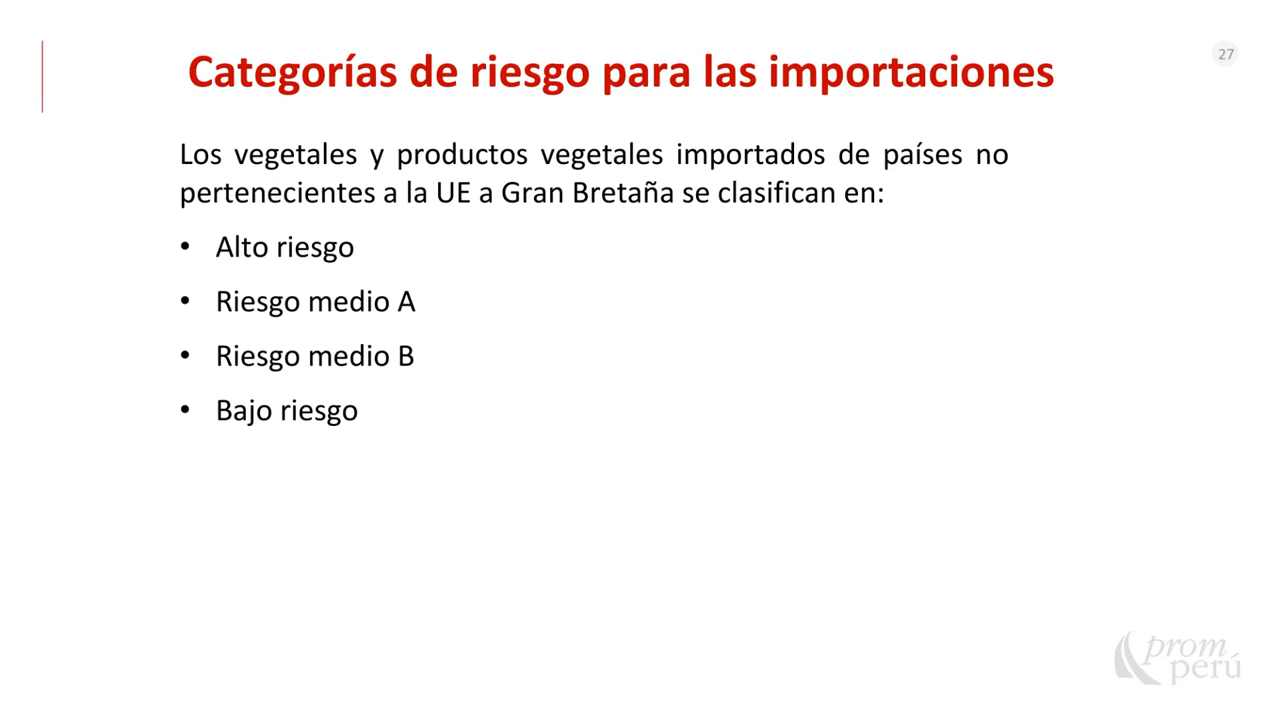 27
Categorías de riesgo para las importaciones
Los vegetales y productos vegetales importados de países no
pertenecientes a la UE a Gran Bretaña se clasifican en:
• Alto riesgo
• Riesgo medio A
• Riesgo medio B
• Bajo riesgo
prom
perú